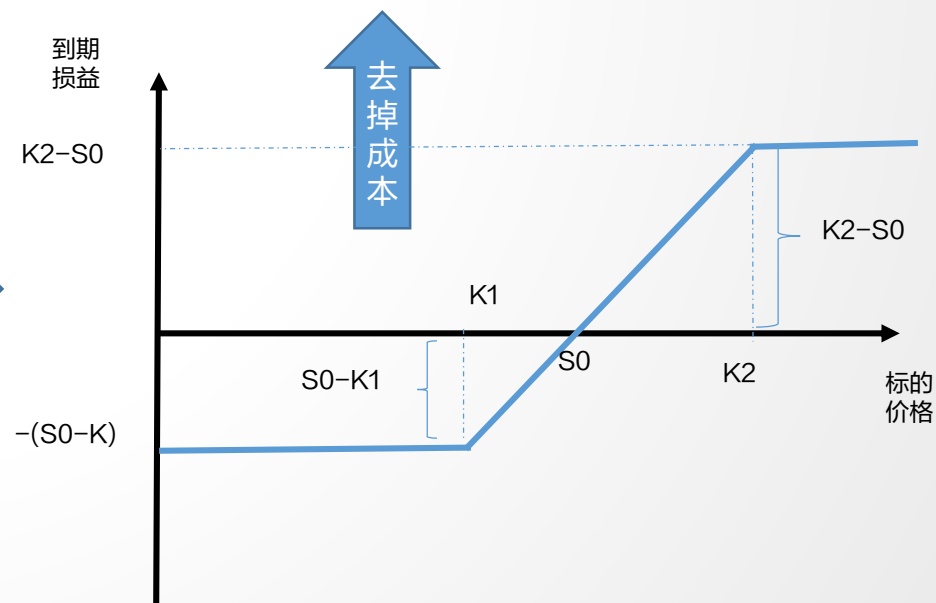 到期
损益
去
掉
成
本
K2-S0
K2-S0
K1
S0-K1
S0
K2
标的
价格
-(S0-K)